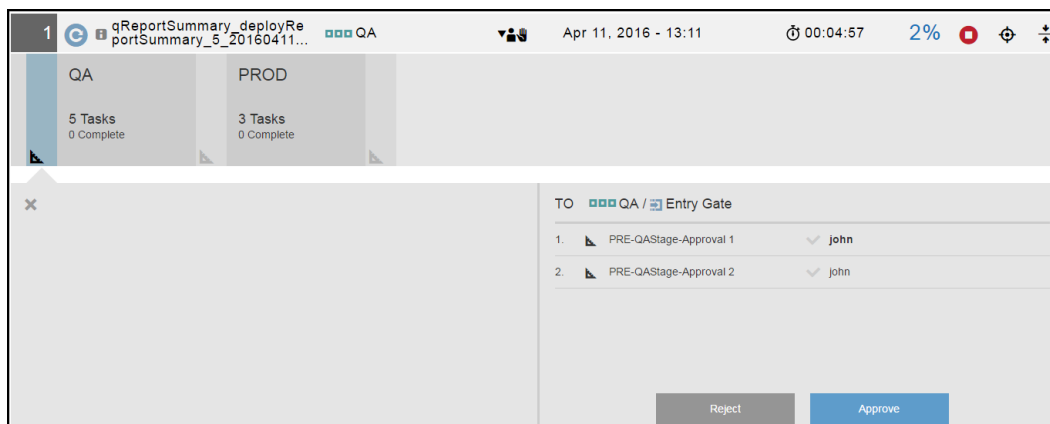 1
qReportSummary_deployRe
portSummary_5_20160411...
QA
Apr 11, 2016 - 13:11
00:04:57
2%
QA
5 Tasks
0 Complete
PROD
3 Tasks
0 Complete
TO QA / Entry Gate
1. PRE-QAStage-Approval 1 john
2. PRE-QAStage-Approval 2 john
Reject
Approve